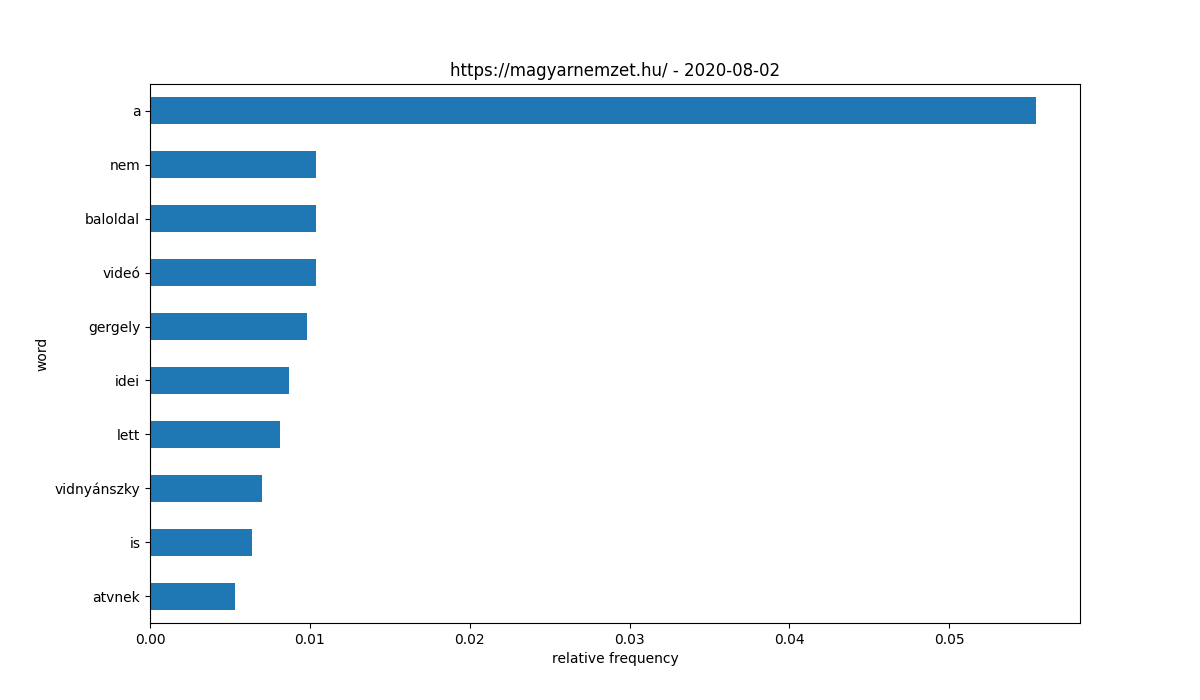 https://magyarnemzet.hu/ - 2020-08-02
word
a
nem
baloldal
videó
gergely
idei
lett
vidnyánszky
is
atvnek
0.00 0.01 0.02 0.03 0.04 0.05
relative frequency